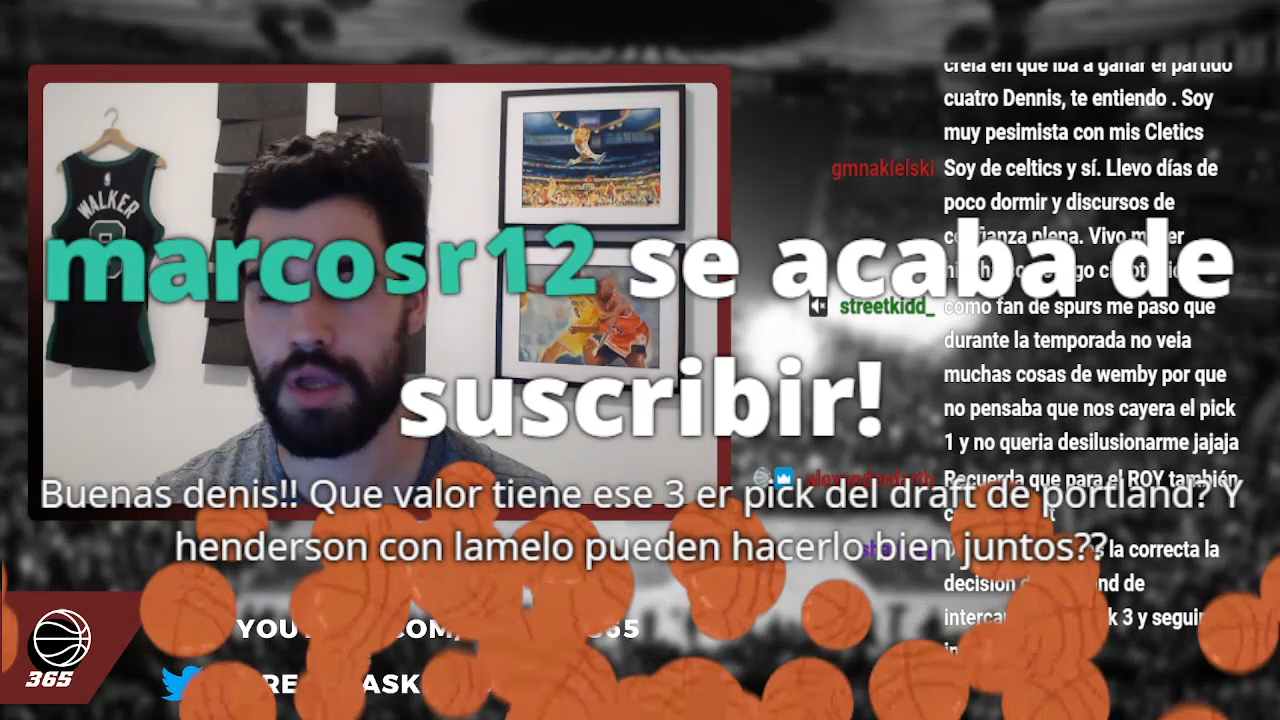 creía en que iba a ganar el partido
cuatro Dennis, te entiendo . Soy
muy pesimista con mis Cletics
gmnakielski Soy de celtics y sí. Llevo días de
poco dormir y discursos de
plena. Vivo
WALKER
marcosr12 se acaba de
suscribir!
streetkidd_ como fan de spurs me paso que
durante la temporada no veia
muchas cosas de wemby por que
no pensaba que nos cayera el pick
1 y no queria desilusionarme jajaja
Recuerda que para el ROY también
Buenas denis!! Que valor tiene ese 3 er pick del draft de portland? Y
henderson con lamelo pueden hacerlo bien juntos??
la correcta la
decision de
k 3 y seguir
365